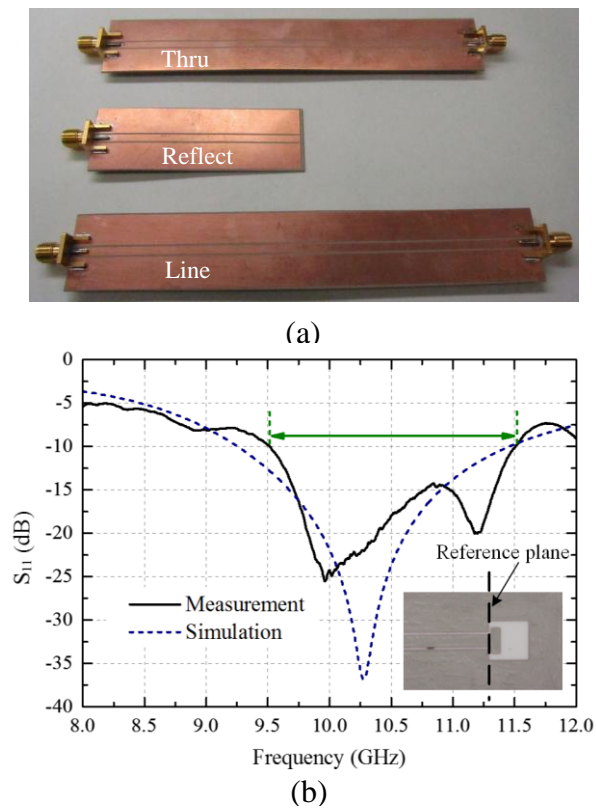 Thru
Reflect
Line
(a)
0
-5
-10
-15
-20
-25
-30
-35
-40
S11 (dB)
Reference plane
Measurement
Simulation
8.0 8.5 9.0 9.5 10.0 10.5 11.0 11.5 12.0
Frequency (GHz)
(b)